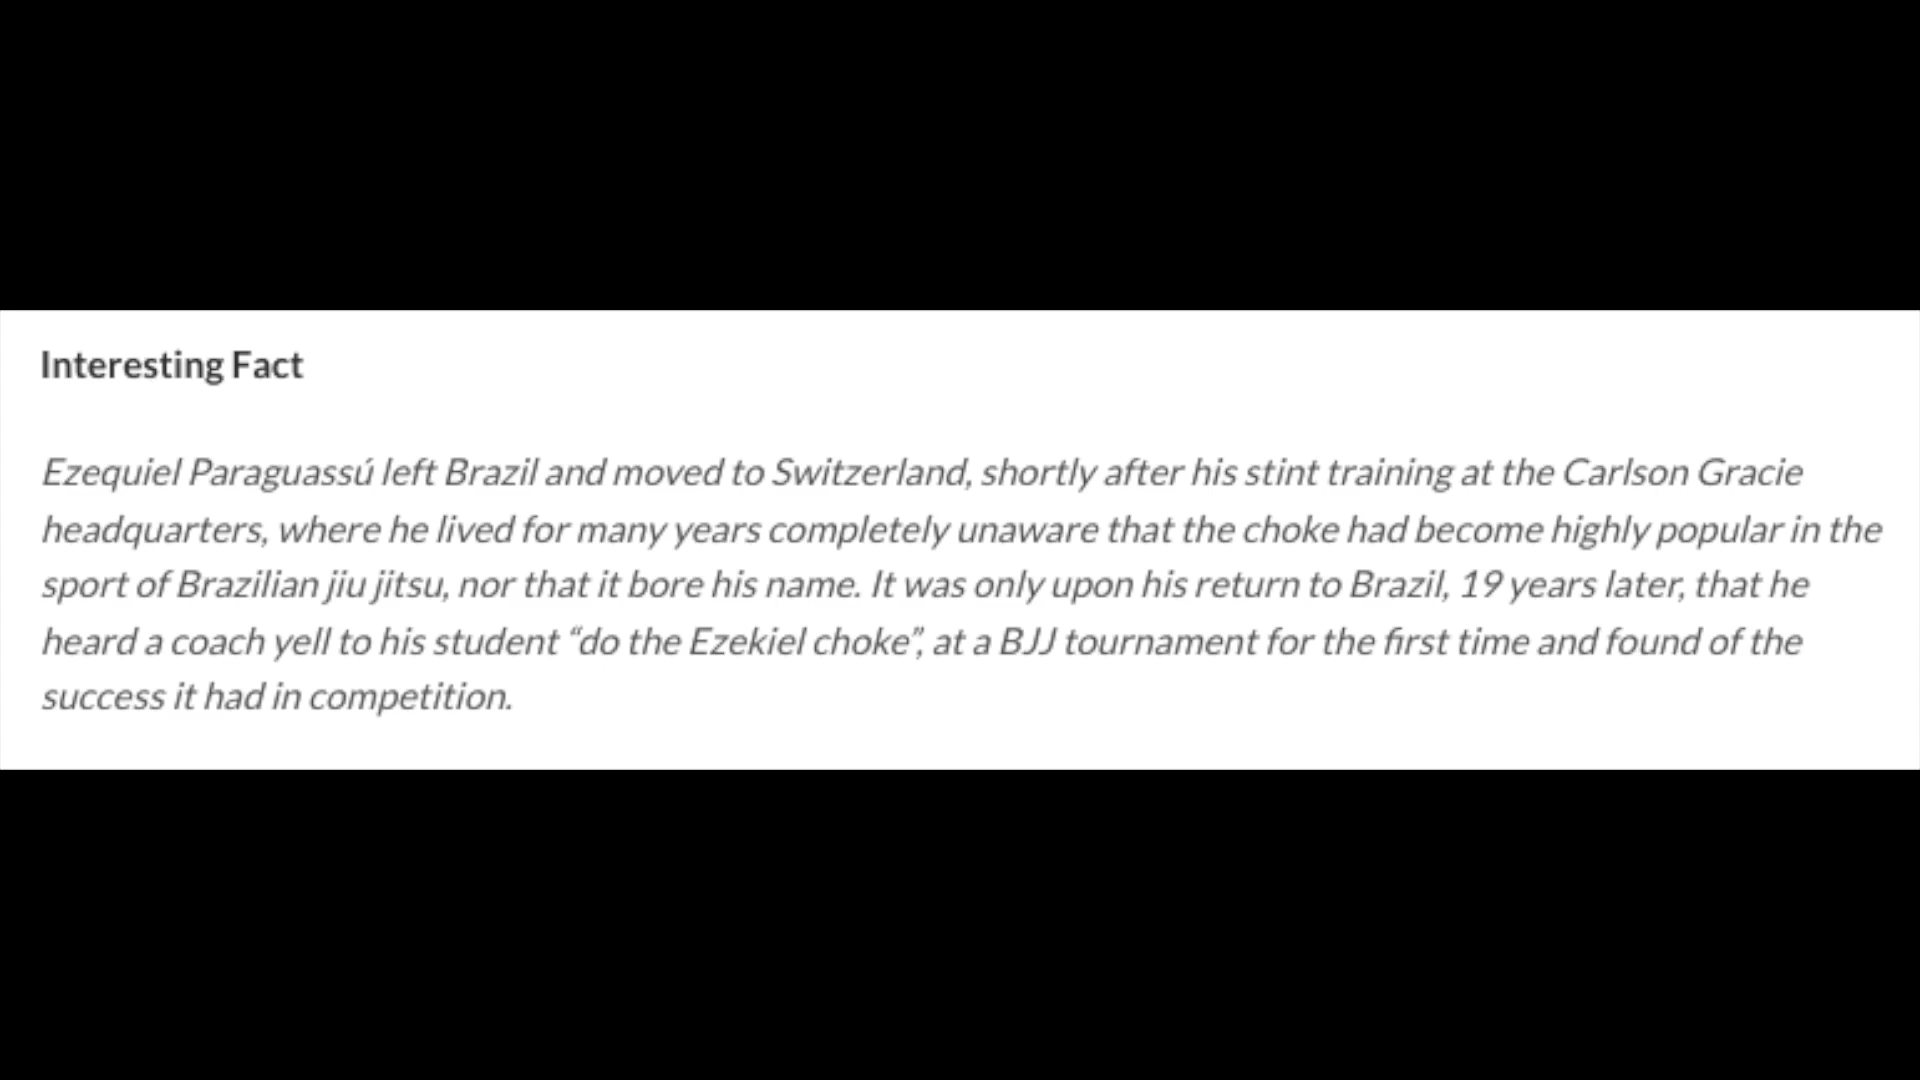 Interesting Fact
Ezequiel Paraguassú left Brazil and moved to Switzerland, shortly after his stint training at the Carlson Gracie
headquarters, where he lived for many years completely unaware that the choke had become highly popular in the
sport of Brazilian jiu jitsu, nor that it bore his name. It was only upon his return to Brazil, 19 years later, that he
heard a coach yell to his student “do the Ezekiel choke”, at a BJJ tournament for the first time and found of the
success it had in competition.